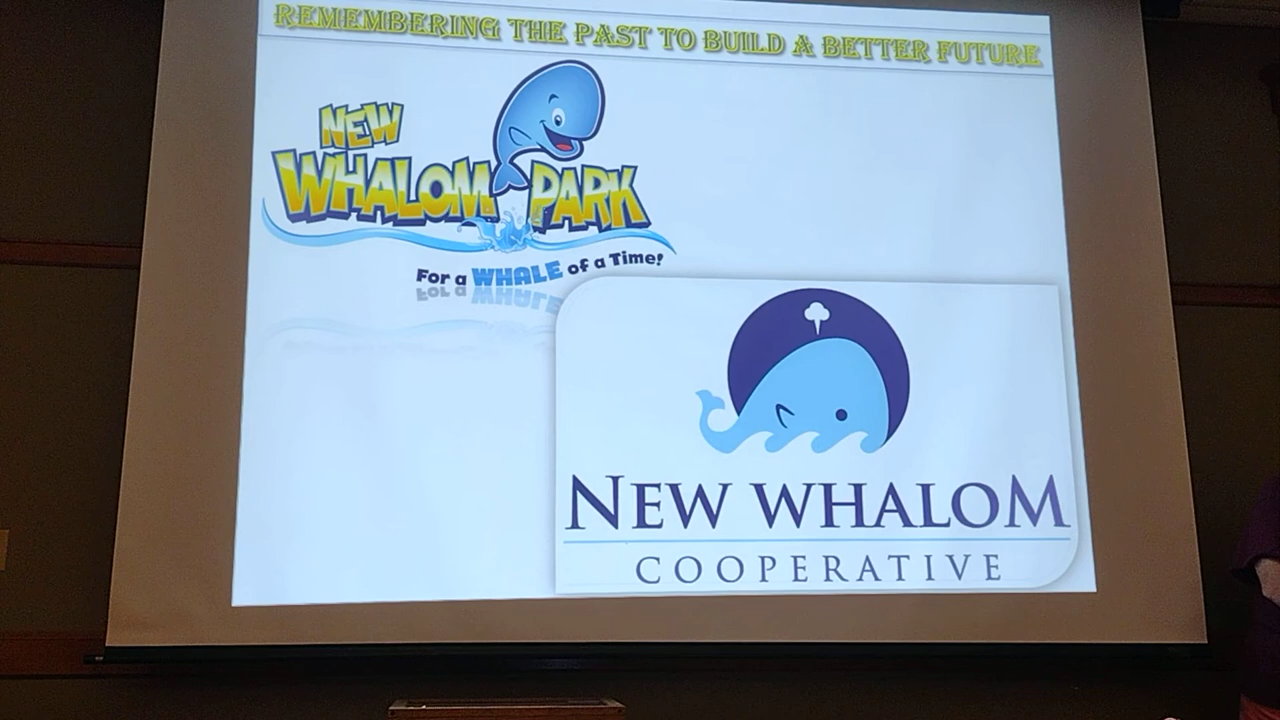 REMEMBERING THE PAST TO BUILD A BETTER FUTURE
NEW
WHALOM PARK
For a WHALE of a Time!
NEW WHALOM
COOPERATIVE